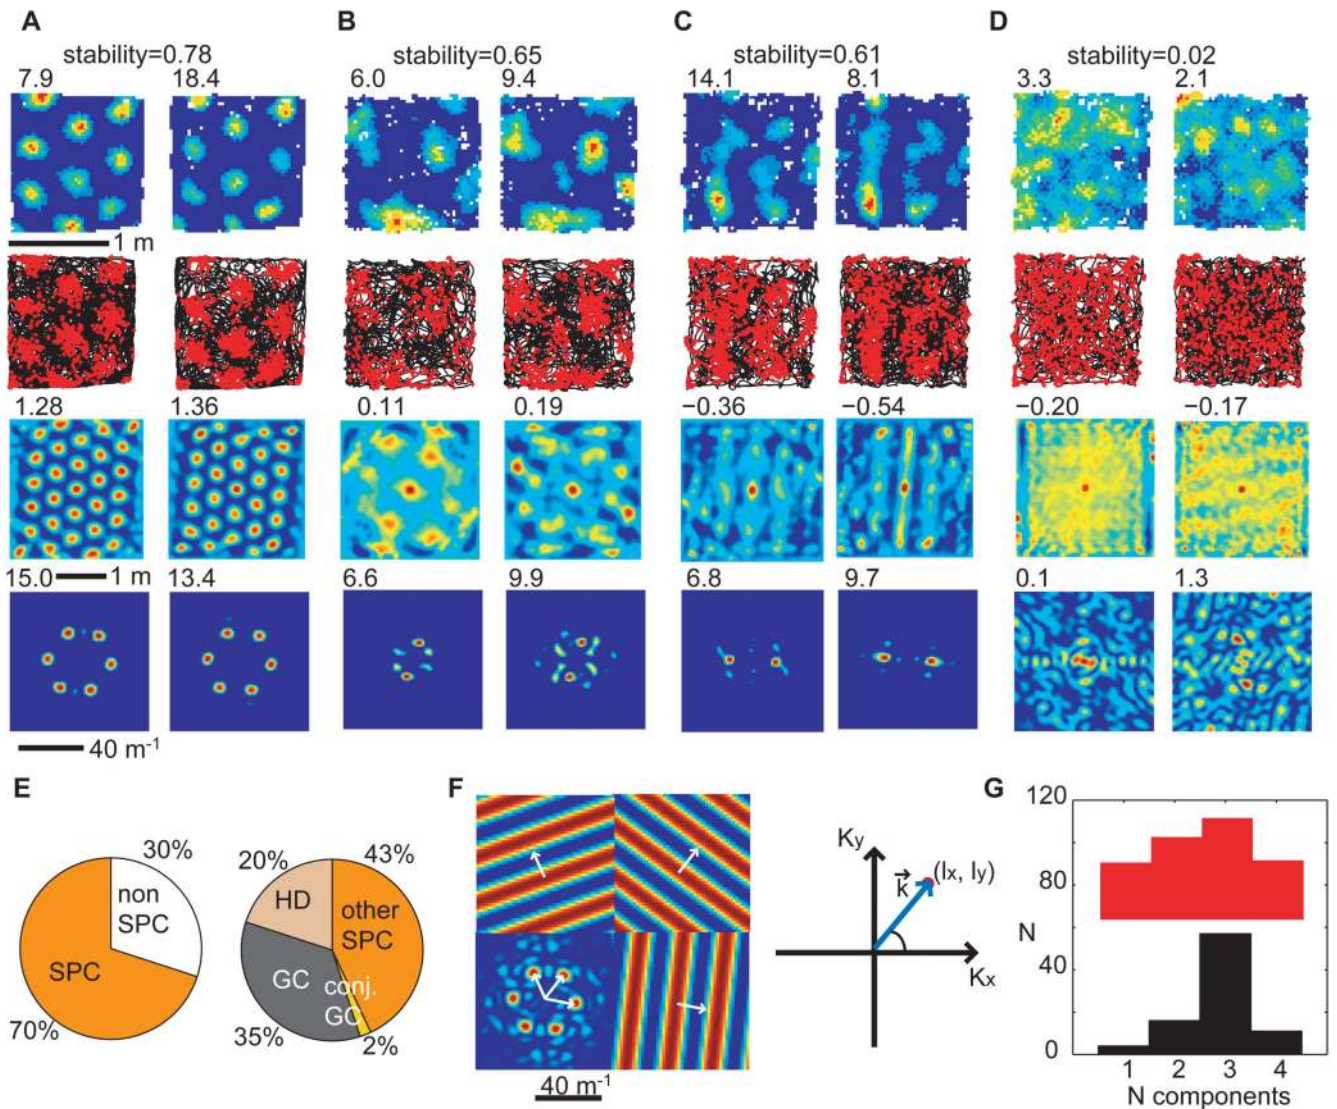 A
B
C
D
stability=0.78
stability=0.65
stability=0.61
stability=0.02
7.9
18.4
6.0
9.4
14.1
8.1
3.3
2.1
1 m
1.28
1.36
0.11
0.19
−0.36
−0.54
−0.20
−0.17
15.0
1 m
13.4
6.6
9.9
6.8
9.7
0.1
1.3
40 m⁻¹
E
30%
non
SPC
SPC
70%
20%
43%
HD
other
SPC
GC
conj.
GC
35%
2%
F
40 m⁻¹
Ky
k
(lx, ly)
Kx
G
120
80
N
40
0
1 2 3 4
N components